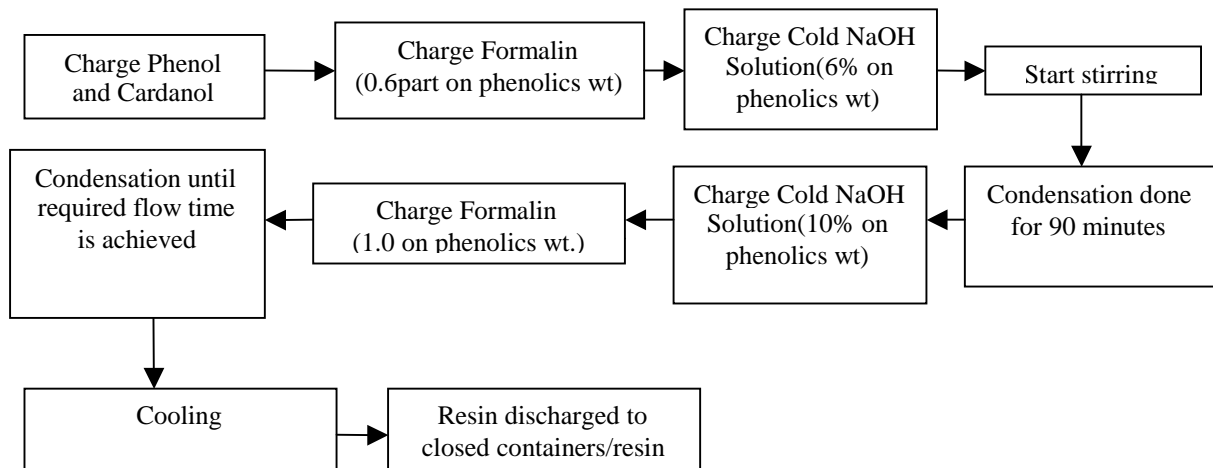 Charge Phenol
and Cardanol
Charge Formalin
(0.6part on phenolics wt)
Charge Cold NaOH
Solution(6% on
phenolics wt)
Start stirring
Condensation done
for 90 minutes
Charge Cold NaOH
Solution(10% on
phenolics wt)
Charge Formalin
(1.0 on phenolics wt.)
Condensation until
required flow time
is achieved
Cooling
Resin discharged to
closed containers/resin